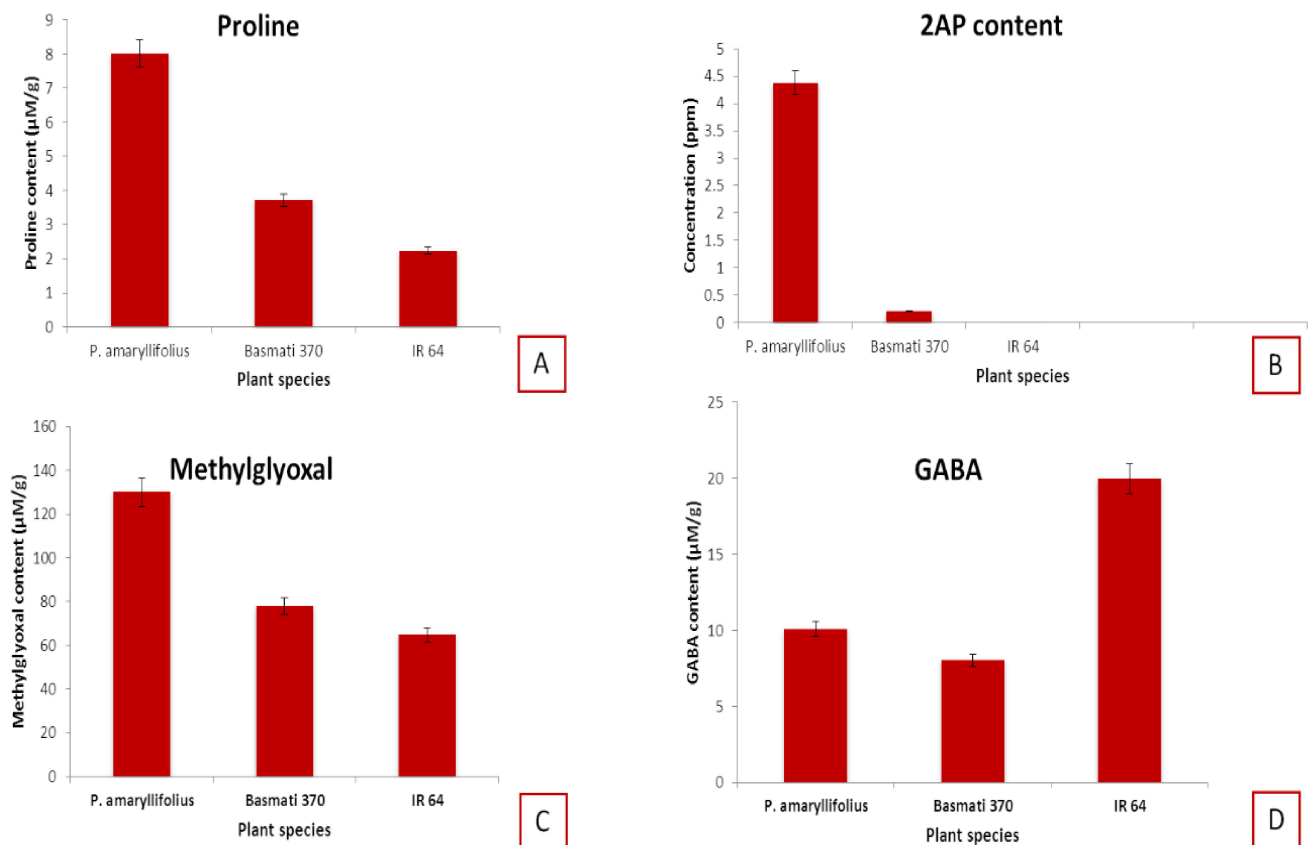 Proline
9
8
7
6
5
4
3
2
1
0
Proline content (µM/g)
P. amaryllifolius Basmati 370 IR 64
Plant species
A
2AP content
5
4.5
4
3.5
3
2.5
2
1.5
1
0.5
0
Concentration (ppm)
P. amaryllifolius Basmati 370 IR 64
Plant species
B
Methylglyoxal
160
140
120
100
80
60
40
20
0
Methylglyoxal content (µM/g)
P. amaryllifolius Basmati 370 IR 64
Plant species
C
GABA
25
20
15
10
5
0
GABA content (µM/g)
P. amaryllifolius Basmati 370 IR 64
Plant species
D